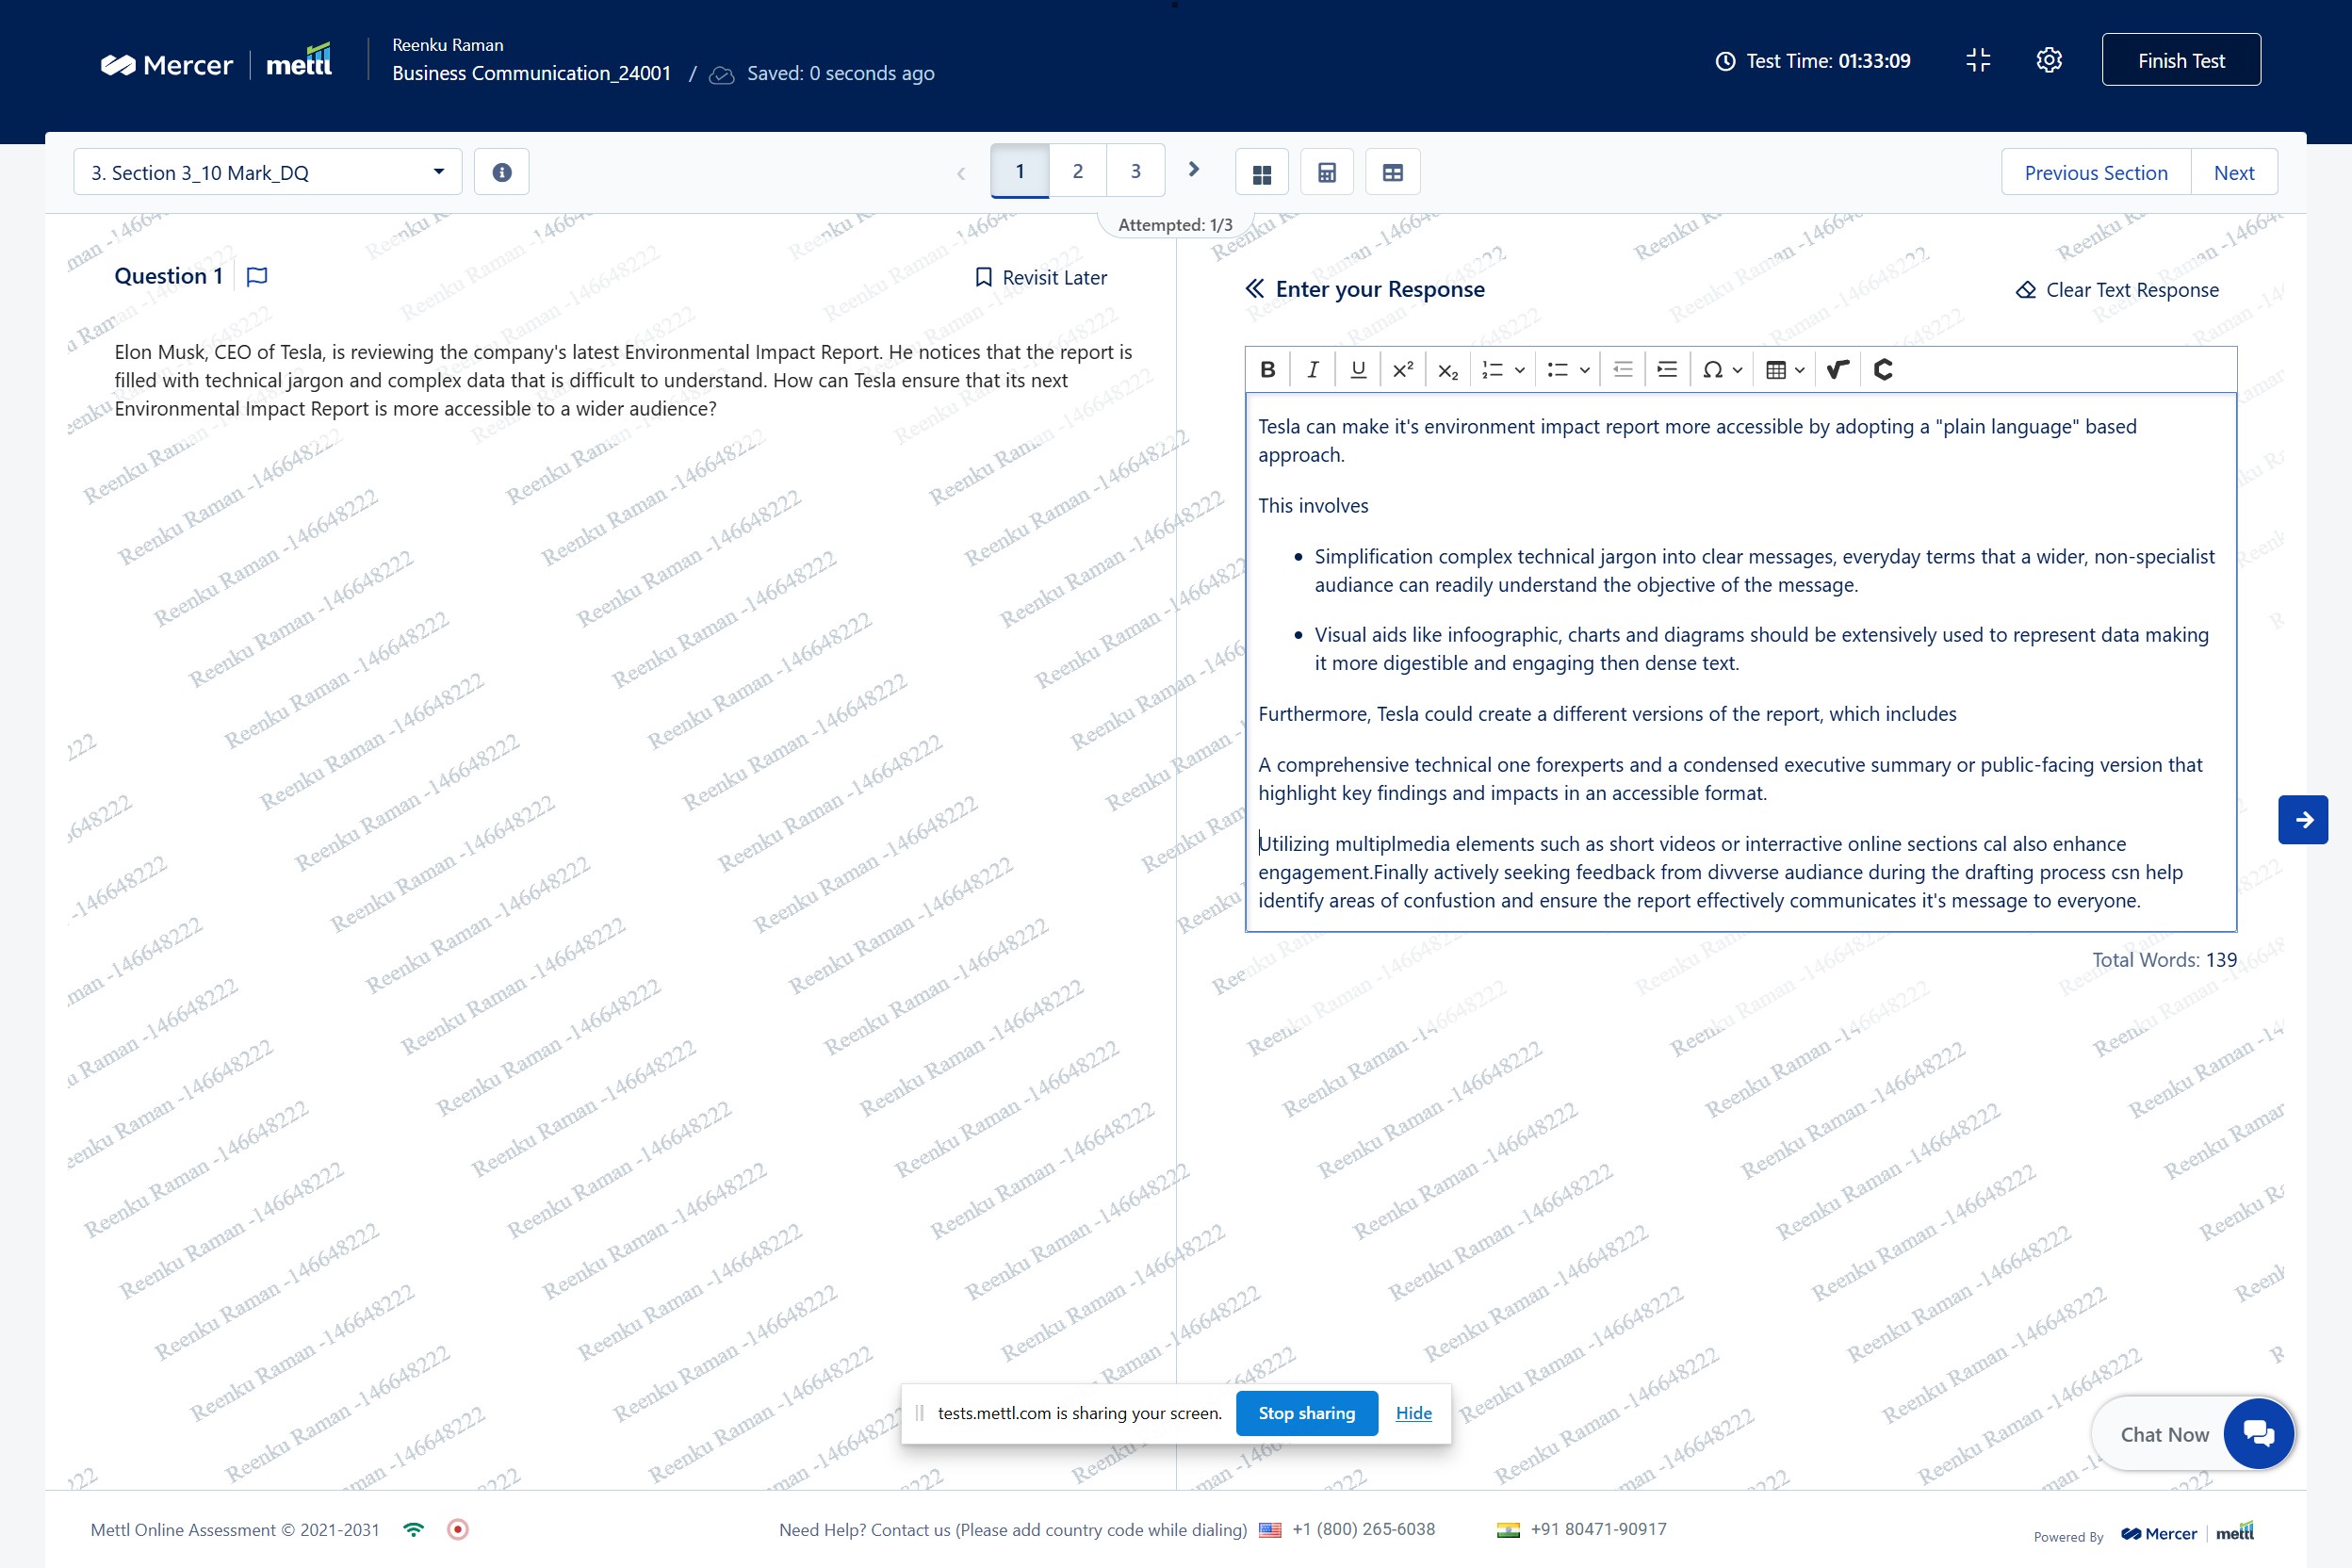 Mercer | mettl
Reenku Raman
Business Communication_24001 / Saved: 0 seconds ago
Test Time: 01:33:09
Finish Test
3. Section 3_10 Mark_DQ
1 2 3
Previous Section Next
Attempted: 1/3
Question 1
Revisit Later
Elon Musk, CEO of Tesla, is reviewing the company's latest Environmental Impact Report. He notices that the report is
filled with technical jargon and complex data that is difficult to understand. How can Tesla ensure that its next
Environmental Impact Report is more accessible to a wider audience?
Enter your Response
Clear Text Response
Tesla can make it's environment impact report more accessible by adopting a "plain language" based
approach.
This involves
• Simplification complex technical jargon into clear messages, everyday terms that a wider, non-specialist
audiance can readily understand the objective of the message.
• Visual aids like infoographic, charts and diagrams should be extensively used to represent data making
it more digestible and engaging then dense text.
Furthermore, Tesla could create a different versions of the report, which includes
A comprehensive technical one forexperts and a condensed executive summary or public-facing version that
highlight key findings and impacts in an accessible format.
Utilizing multiplmedia elements such as short videos or interractive online sections cal also enhance
engagement.Finally actively seeking feedback from divverse audiance during the drafting process csn help
identify areas of confustion and ensure the report effectively communicates it's message to everyone.
Total Words: 139
Reenku Raman -146648222
tests.mettl.com is sharing your screen. Stop sharing Hide
Chat Now
Mettl Online Assessment © 2021-2031
Need Help? Contact us (Please add country code while dialing) +1 (800) 265-6038 +91 80471-90917
Powered By Mercer | mettl